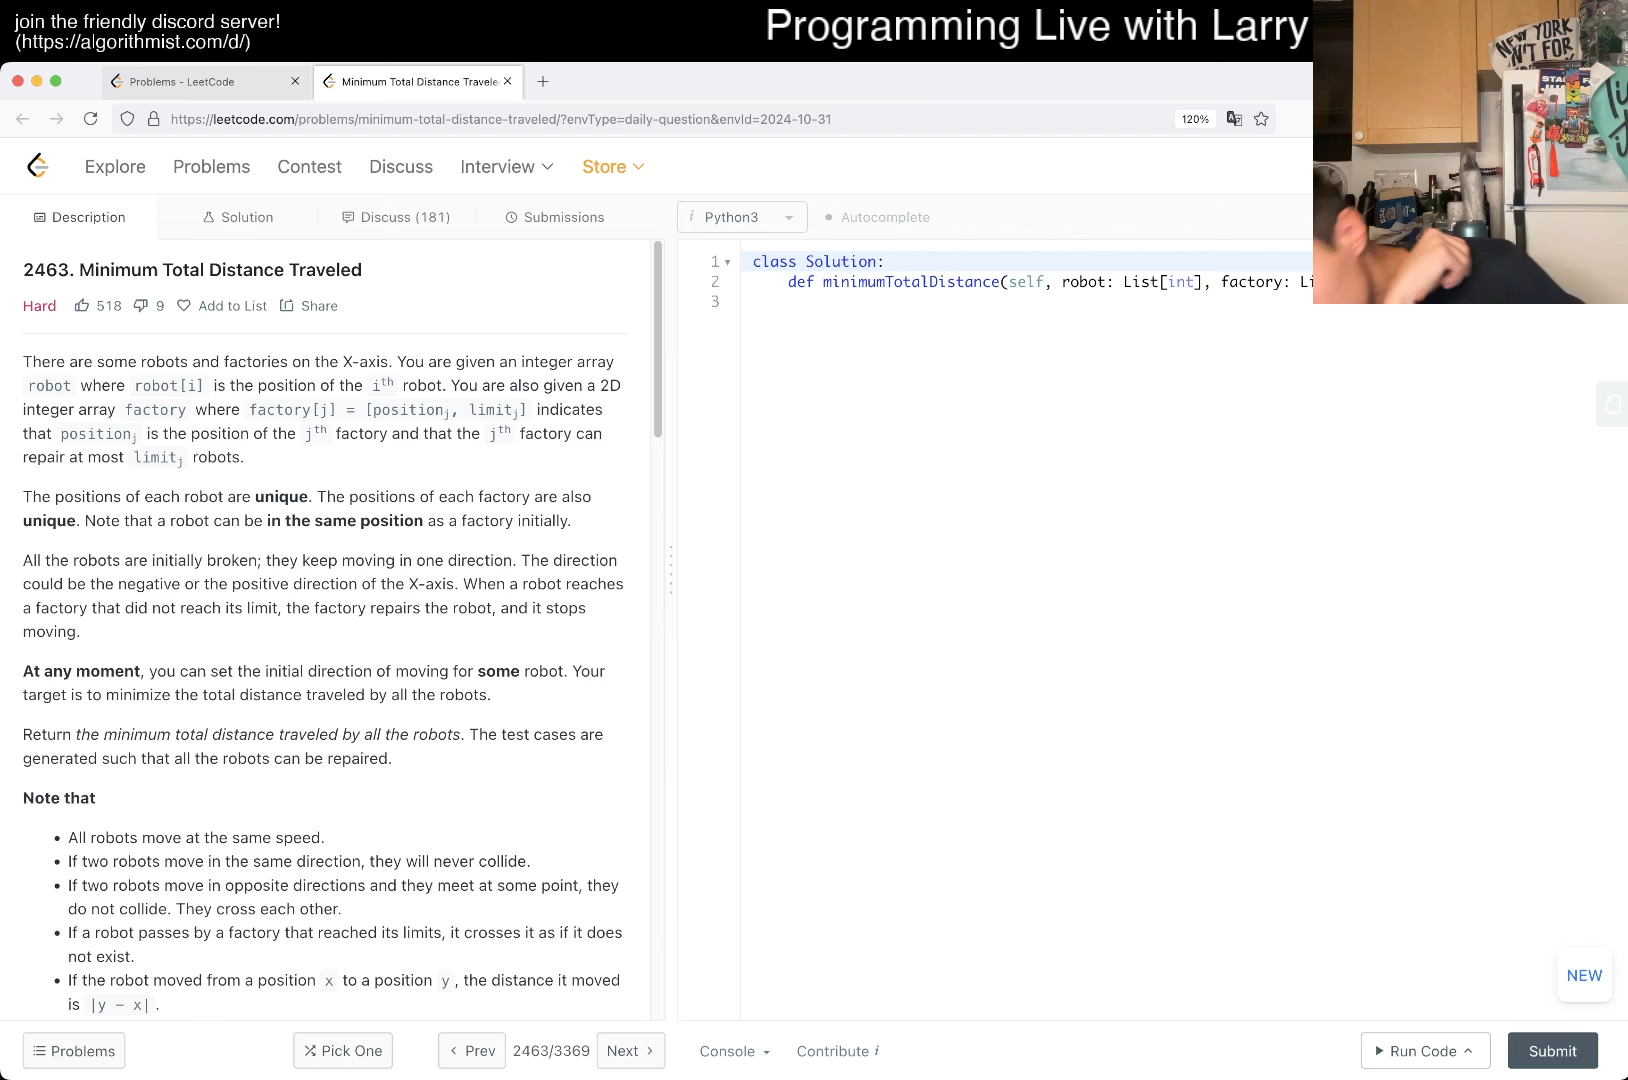 join the friendly discord server!
(https://algorithmist.com/d/)
Programming Live with Larry
NEW YORK
Problems - LeetCode
Minimum Total Distance Travele
https://leetcode.com/problems/minimum-total-distance-traveled/?envType=daily-question&envId=2024-10-31
120%
Explore Problems Contest Discuss Interview Store
Description Solution Discuss (181) Submissions
i Python3 Autocomplete
2463. Minimum Total Distance Traveled
Hard 518 9 Add to List Share
There are some robots and factories on the X-axis. You are given an integer array
robot where robot[i] is the position of the ith robot. You are also given a 2D
integer array factory where factory[j] = [positionj, limitj] indicates
that positionj is the position of the jth factory and that the jth factory can
repair at most limitj robots.
The positions of each robot are unique. The positions of each factory are also
unique. Note that a robot can be in the same position as a factory initially.
All the robots are initially broken; they keep moving in one direction. The direction
could be the negative or the positive direction of the X-axis. When a robot reaches
a factory that did not reach its limit, the factory repairs the robot, and it stops
moving.
At any moment, you can set the initial direction of moving for some robot. Your
target is to minimize the total distance traveled by all the robots.
Return the minimum total distance traveled by all the robots. The test cases are
generated such that all the robots can be repaired.
Note that
• All robots move at the same speed.
• If two robots move in the same direction, they will never collide.
• If two robots move in opposite directions and they meet at some point, they
do not collide. They cross each other.
• If a robot passes by a factory that reached its limits, it crosses it as if it does
not exist.
• If the robot moved from a position x to a position y, the distance it moved
is |y - x|.
1 class Solution:
2 def minimumTotalDistance(self, robot: List[int], factory: Li
3
NEW
Problems Pick One Prev 2463/3369 Next Console Contribute i Run Code Submit